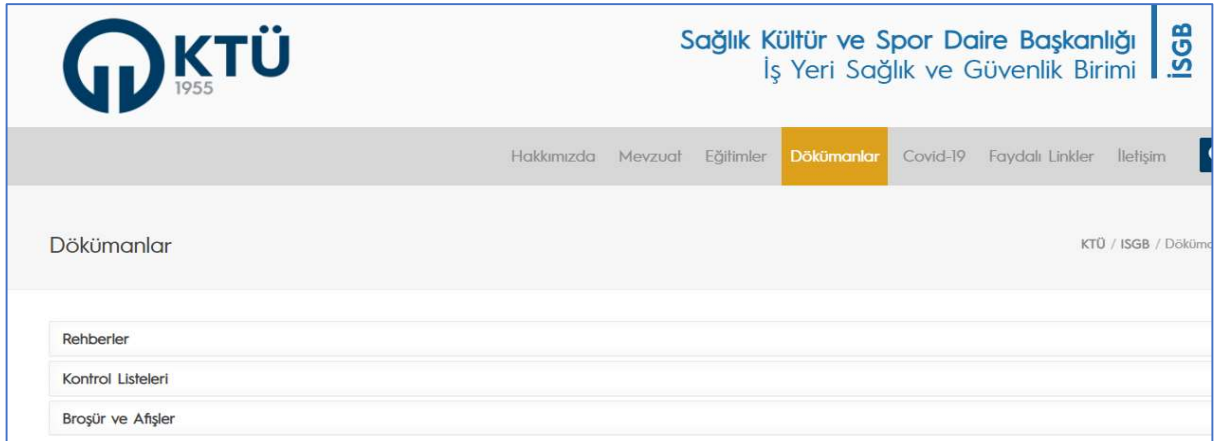 KTÜ
1955
Sağlık Kültür ve Spor Daire Başkanlığı
İş Yeri Sağlık ve Güvenlik Birimi
İSGB
Hakkımızda Mevzuat Eğitimler Dökümanlar Covid-19 Faydalı Linkler İletişim
Dökümanlar
KTÜ / ISGB /
Rehberler
Kontrol Listeleri
Broşür ve Afişler